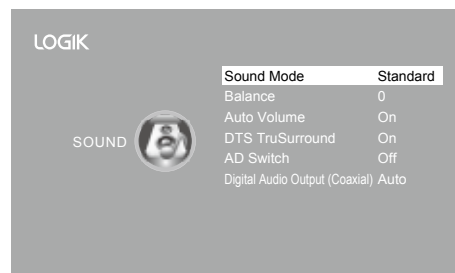 LOGIK
SOUND
Sound Mode Standard
Balance 0
Auto Volume On
DTS TruSurround On
AD Switch Off
Digital Audio Output (Coaxial) Auto